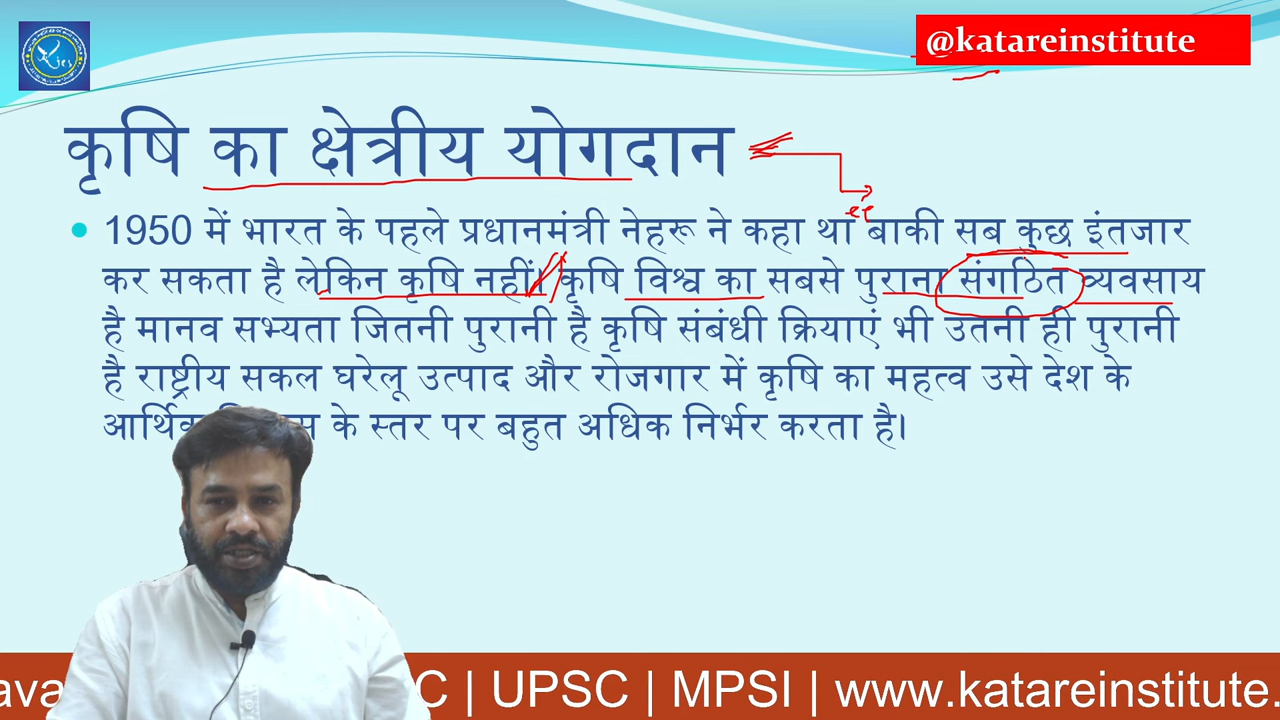 @katareinstitute
कृषि का क्षेत्रीय योगदान
1950 में भारत के पहले प्रधानमंत्री नेहरू ने कहा था बाकी सब कुछ इंतजार
कर सकता है लेकिन कृषि नहीं। कृषि विश्व का सबसे पुराना संगठित व्यवसाय
है मानव सभ्यता जितनी पुरानी है कृषि संबंधी क्रियाएं भी उतनी ही पुरानी
है राष्ट्रीय सकल घरेलू उत्पाद और रोजगार में कृषि का महत्व उसे देश के
के स्तर पर बहुत अधिक निर्भर करता है।
C | UPSC | MPSI | www.katareinstitute.